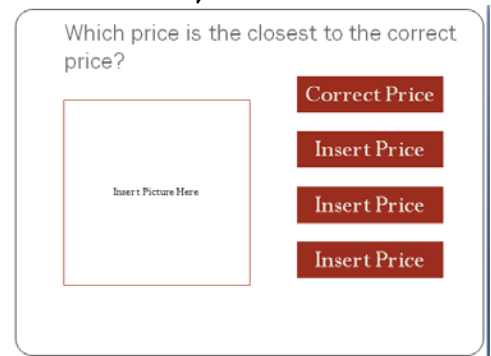 Which price is the closest to the correct
price?
Correct Price
Insert Price
Insert Picture Here
Insert Price
Insert Price